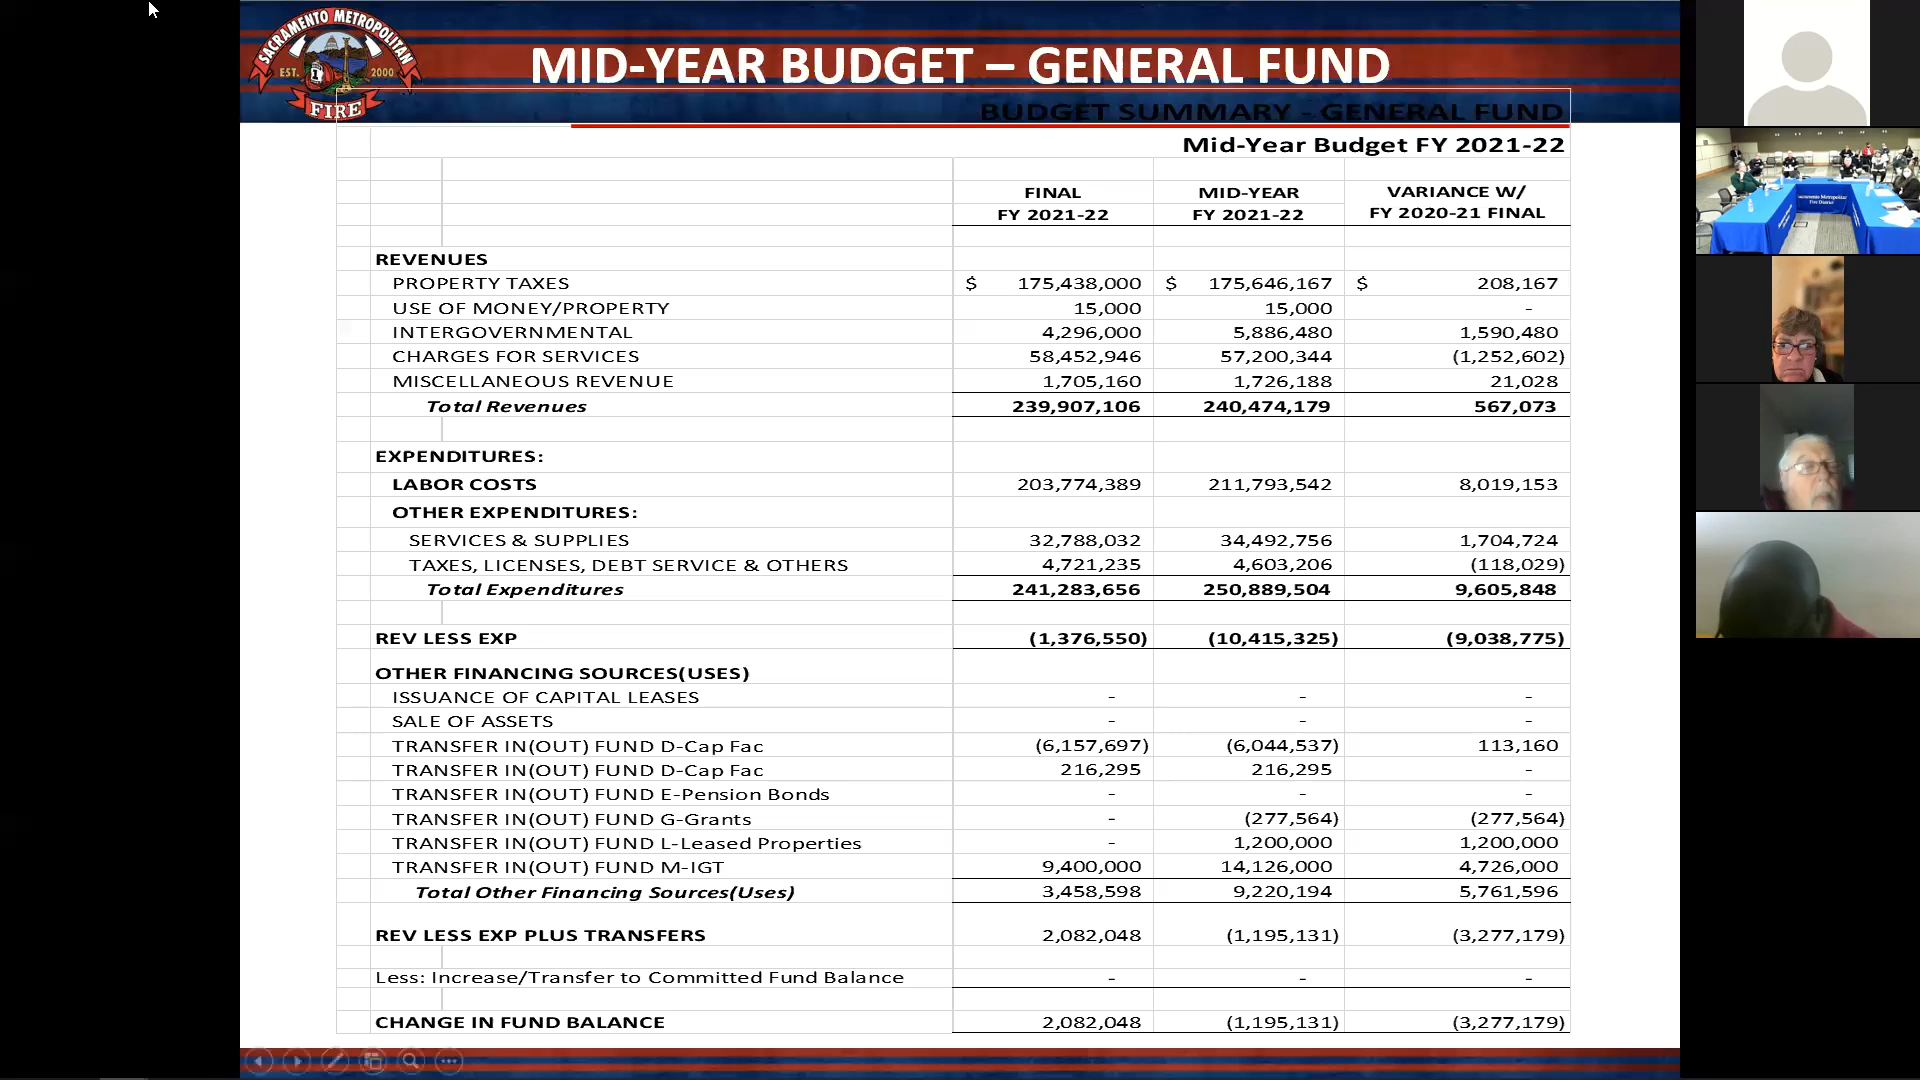 SACRAMENTO METROPOLITAN
EST. 2000
FIRE
MID-YEAR BUDGET – GENERAL FUND
BUDGET SUMMARY - GENERAL FUND
Mid-Year Budget FY 2021-22
FINAL MID-YEAR VARIANCE W/
FY 2021-22 FY 2021-22 FY 2020-21 FINAL
REVENUES
PROPERTY TAXES $ 175,438,000 $ 175,646,167 $ 208,167
USE OF MONEY/PROPERTY 15,000 15,000 -
INTERGOVERNMENTAL 4,296,000 5,886,480 1,590,480
CHARGES FOR SERVICES 58,452,946 57,200,344 (1,252,602)
MISCELLANEOUS REVENUE 1,705,160 1,726,188 21,028
Total Revenues 239,907,106 240,474,179 567,073
EXPENDITURES:
LABOR COSTS 203,774,389 211,793,542 8,019,153
OTHER EXPENDITURES:
SERVICES & SUPPLIES 32,788,032 34,492,756 1,704,724
TAXES, LICENSES, DEBT SERVICE & OTHERS 4,721,235 4,603,206 (118,029)
Total Expenditures 241,283,656 250,889,504 9,605,848
REV LESS EXP (1,376,550) (10,415,325) (9,038,775)
OTHER FINANCING SOURCES(USES)
ISSUANCE OF CAPITAL LEASES - - -
SALE OF ASSETS - - -
TRANSFER IN(OUT) FUND D-Cap Fac (6,157,697) (6,044,537) 113,160
TRANSFER IN(OUT) FUND D-Cap Fac 216,295 216,295 -
TRANSFER IN(OUT) FUND E-Pension Bonds - - -
TRANSFER IN(OUT) FUND G-Grants - (277,564) (277,564)
TRANSFER IN(OUT) FUND L-Leased Properties - 1,200,000 1,200,000
TRANSFER IN(OUT) FUND M-IGT 9,400,000 14,126,000 4,726,000
Total Other Financing Sources(Uses) 3,458,598 9,220,194 5,761,596
REV LESS EXP PLUS TRANSFERS 2,082,048 (1,195,131) (3,277,179)
Less: Increase/Transfer to Committed Fund Balance - - -
CHANGE IN FUND BALANCE 2,082,048 (1,195,131) (3,277,179)
Sacramento Metropolitan
Fire District